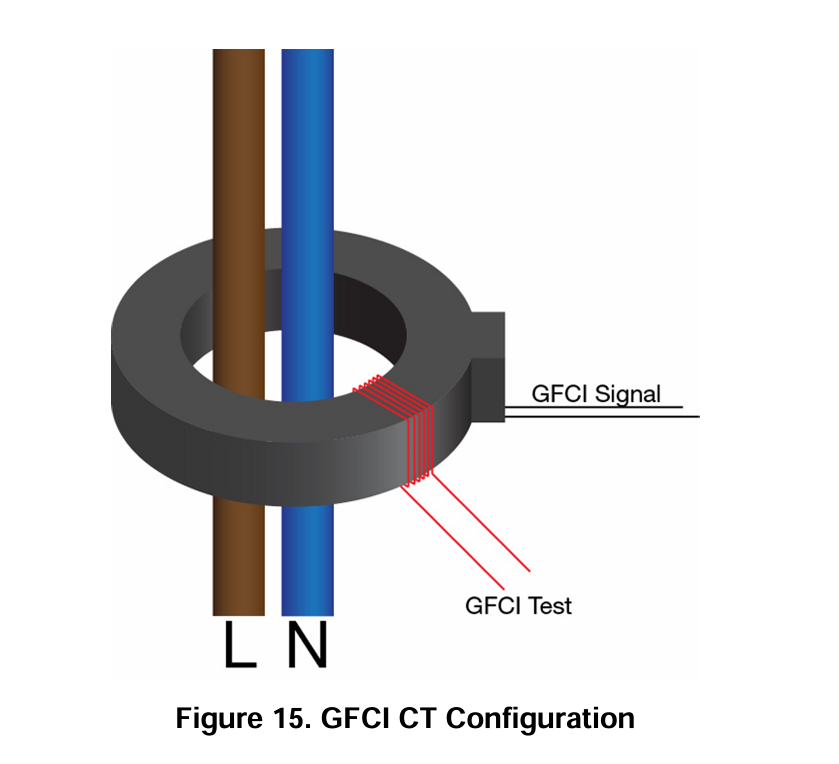 GFCI Signal
GFCI Test
L N
Figure 15. GFCI CT Configuration